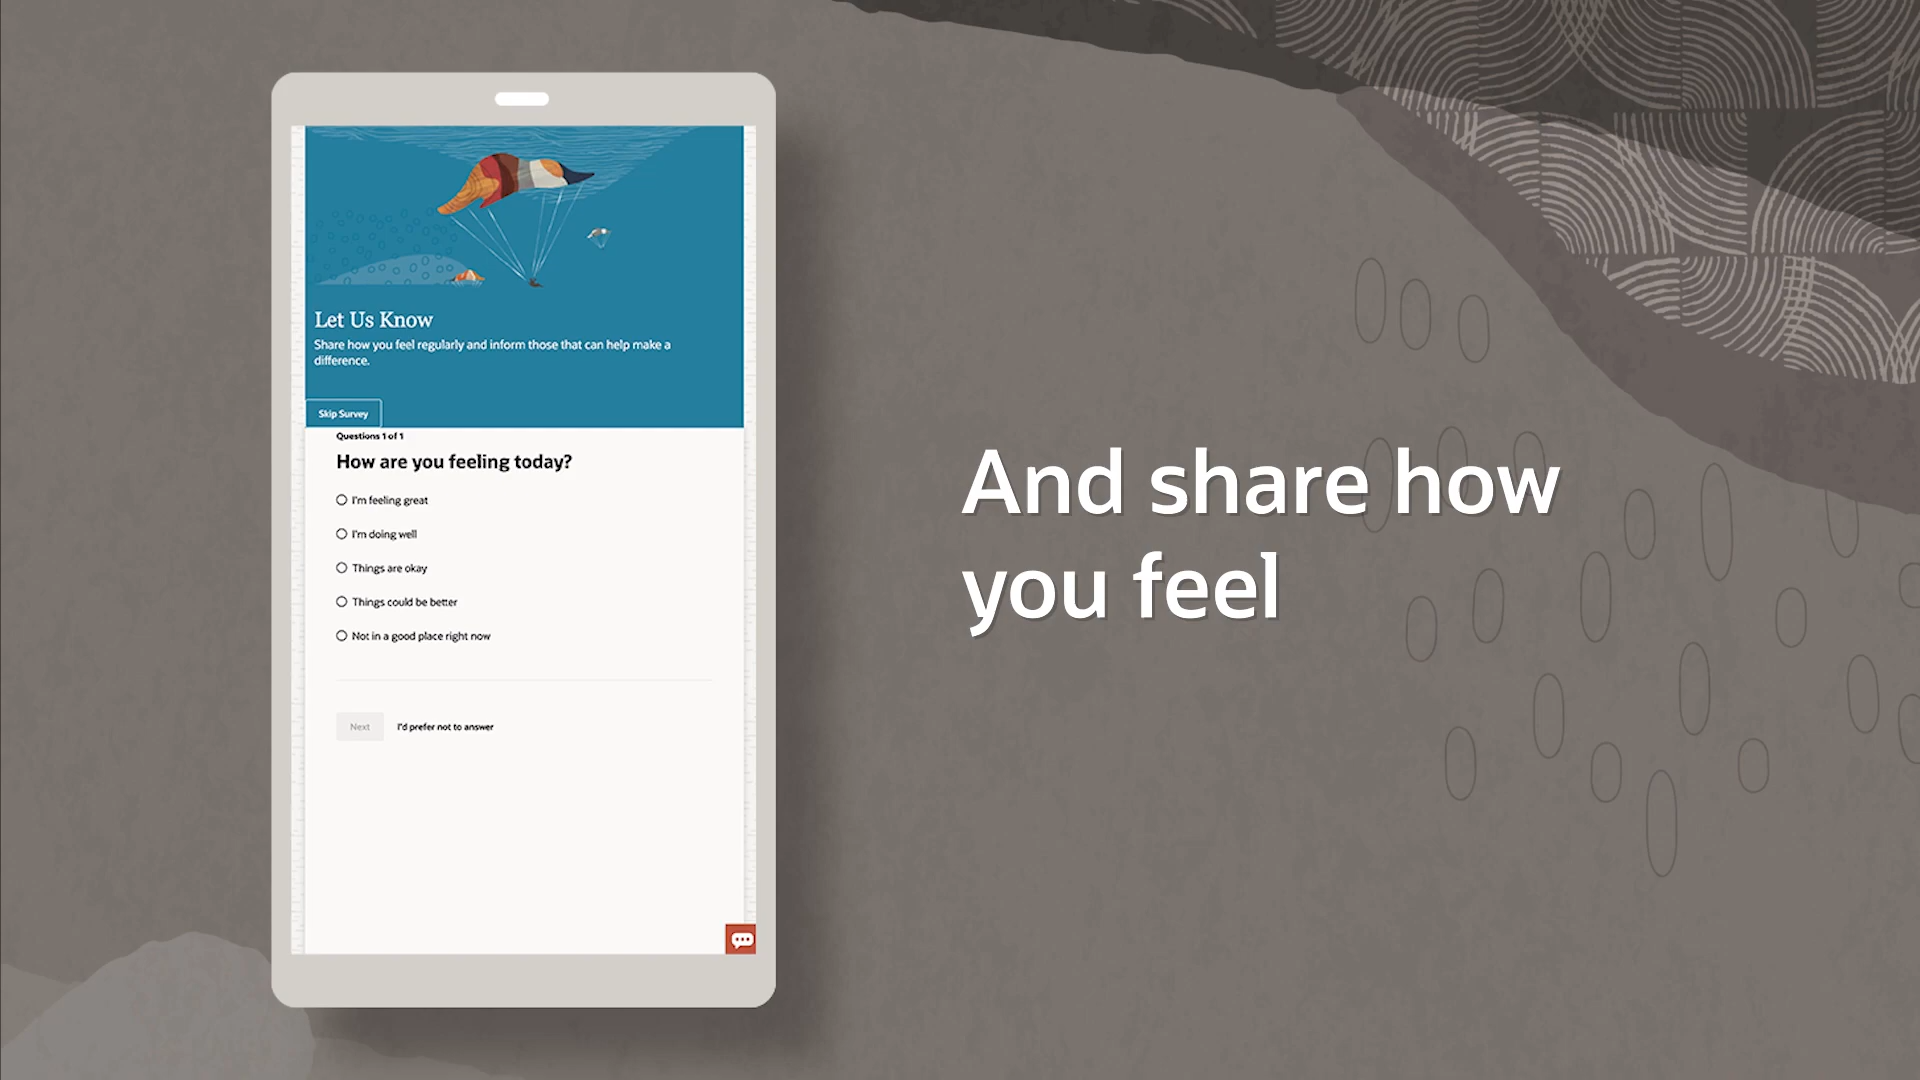 Let Us Know
Share how you feel regularly and inform those that can help make a
difference.
Skip Survey
Questions 1 of 1
How are you feeling today?
I'm feeling great
I'm doing well
Things are okay
Things could be better
Not in a good place right now
Next
I'd prefer not to answer
And share how
you feel